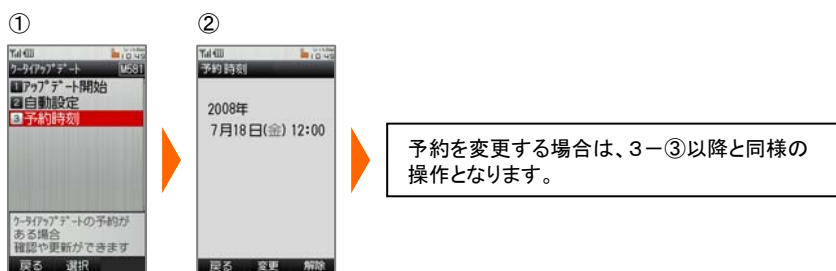 ①
②
ケータイアップデート M581
1アップデート開始
2自動設定
3予約時刻
ケータイアップデートの予約が
ある場合
確認や更新ができます
戻る 選択
10:49
予約時刻
2008年
7月18日(金) 12:00
戻る 変更 解除
予約を変更する場合は、3-③以降と同様の
操作となります。